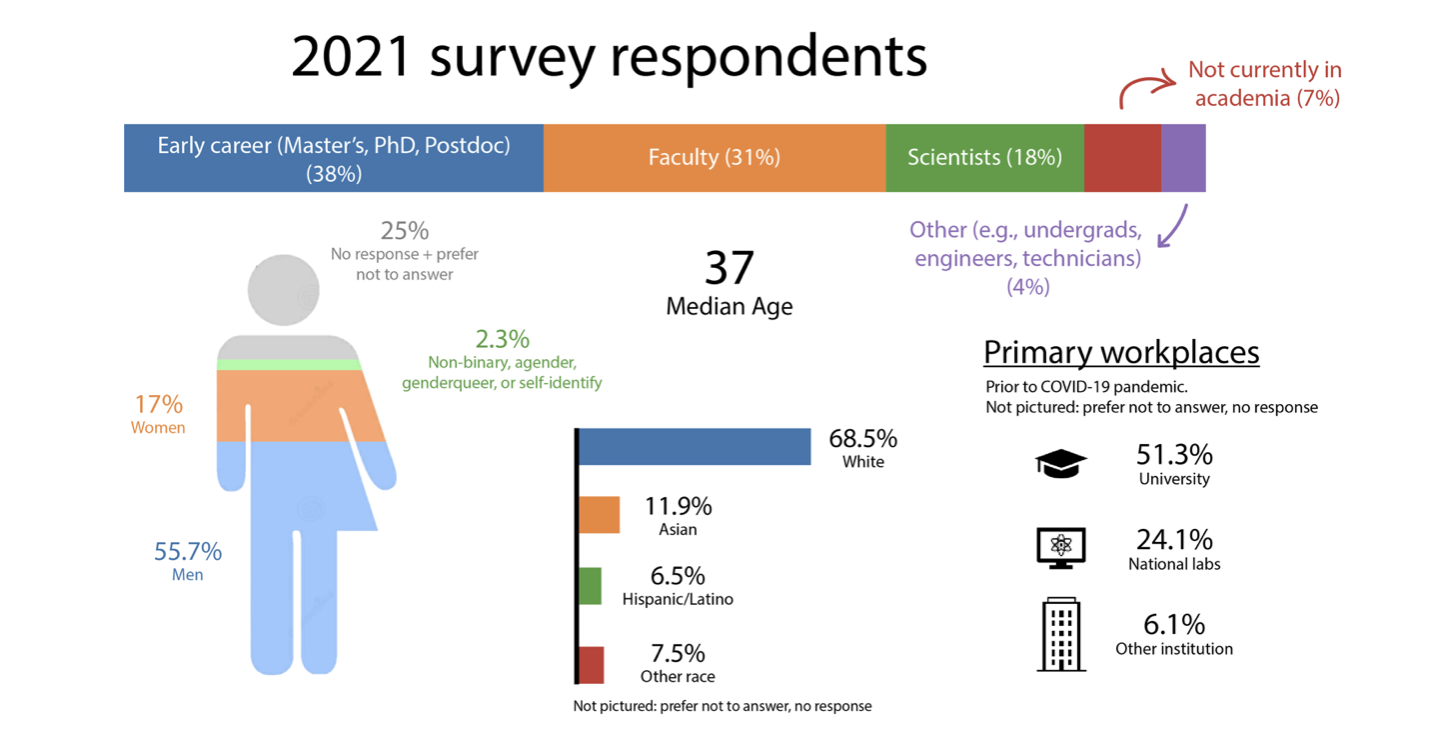 2021 survey respondents
Not currently in
academia (7%)
Early career (Master's, PhD, Postdoc)
(38%)
Faculty (31%)
Scientists (18%)
Other (e.g., undergrads,
engineers, technicians)
(4%)
25%
No response + prefer
not to answer
2.3%
Non-binary, agender,
genderqueer, or self-identify
17%
Women
55.7%
Men
37
Median Age
68.5%
White
11.9%
Asian
6.5%
Hispanic/Latino
7.5%
Other race
Not pictured: prefer not to answer, no response
Primary workplaces
Prior to COVID-19 pandemic.
Not pictured: prefer not to answer, no response
51.3%
University
24.1%
National labs
6.1%
Other institution